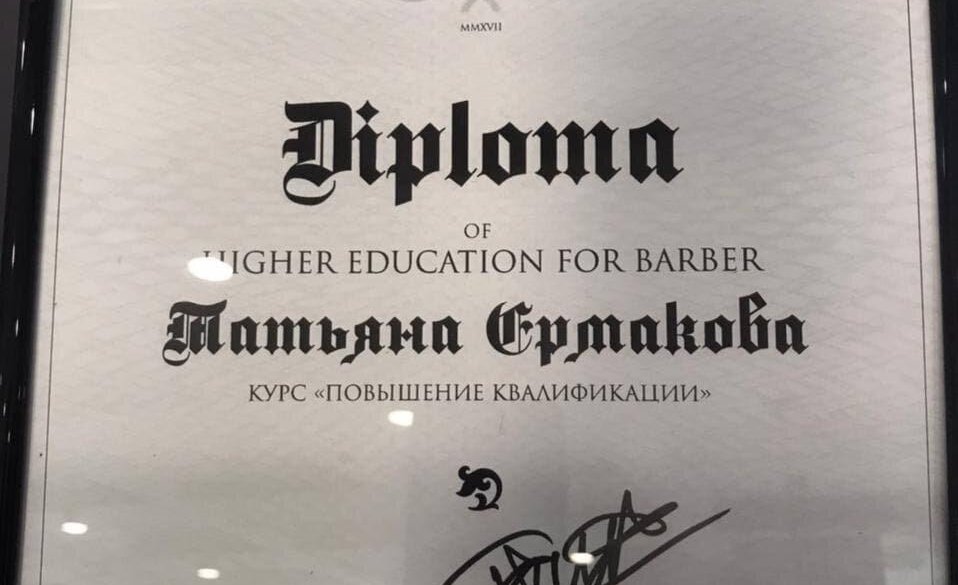 MMXVII
Diploma
OF
HIGHER EDUCATION FOR BARBER
Татьяна Ермакова
КУРС «ПОВЫШЕНИЕ КВАЛИФИКАЦИИ»